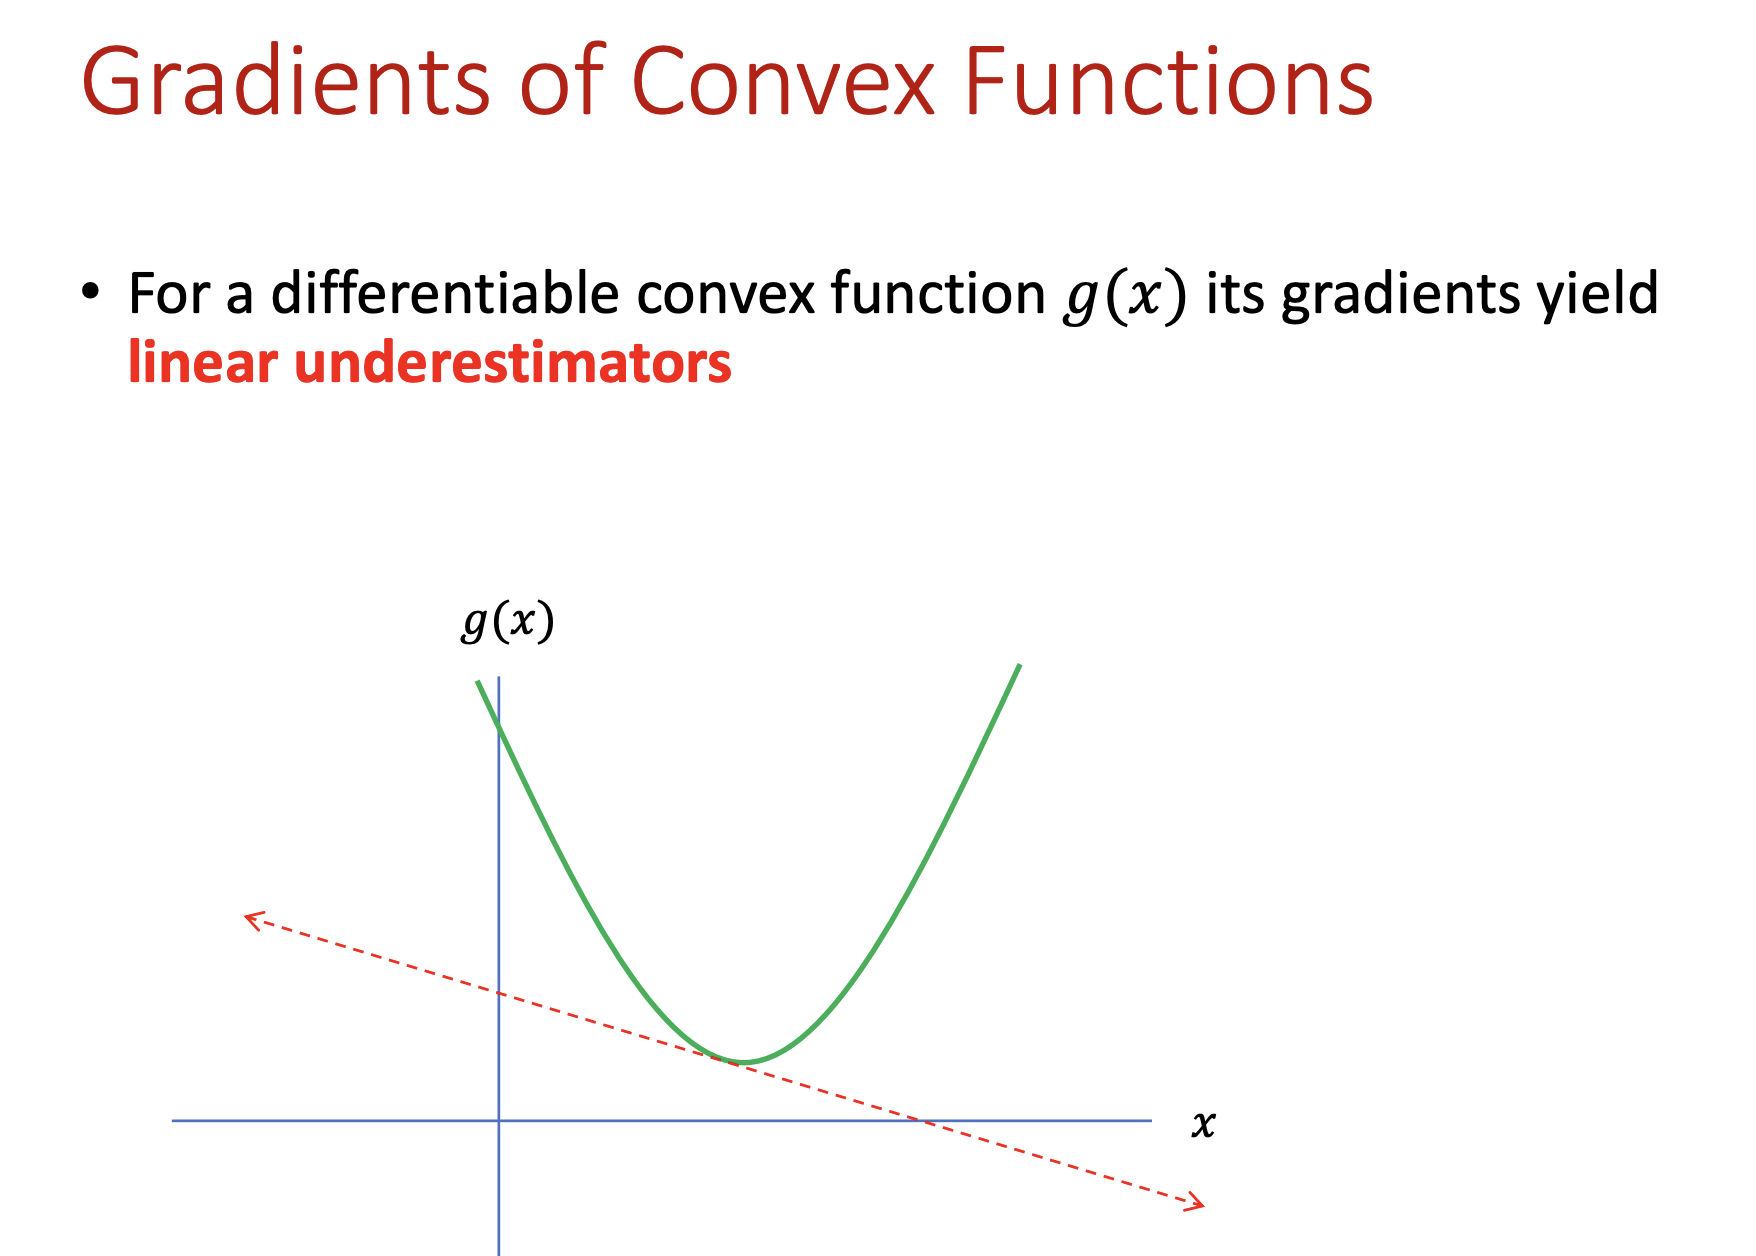 Gradients of Convex Functions
• For a differentiable convex function g(x) its gradients yield
linear underestimators
g(x)
x